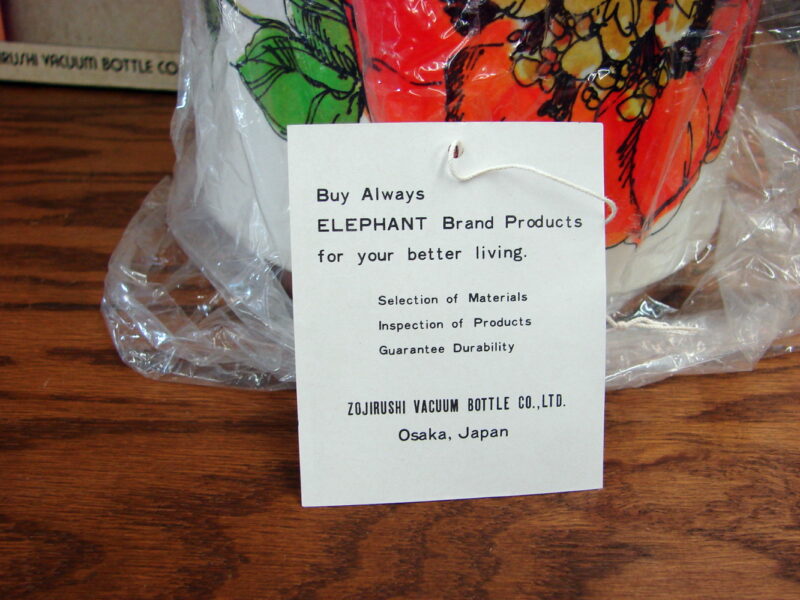 VACUUM BOTTLE CO
Buy Always
ELEPHANT Brand Products
for your better living.
Selection of Materials
Inspection of Products
Guarantee Durability
ZOJIRUSHI VACUUM BOTTLE CO.,LTD.
Osaka, Japan